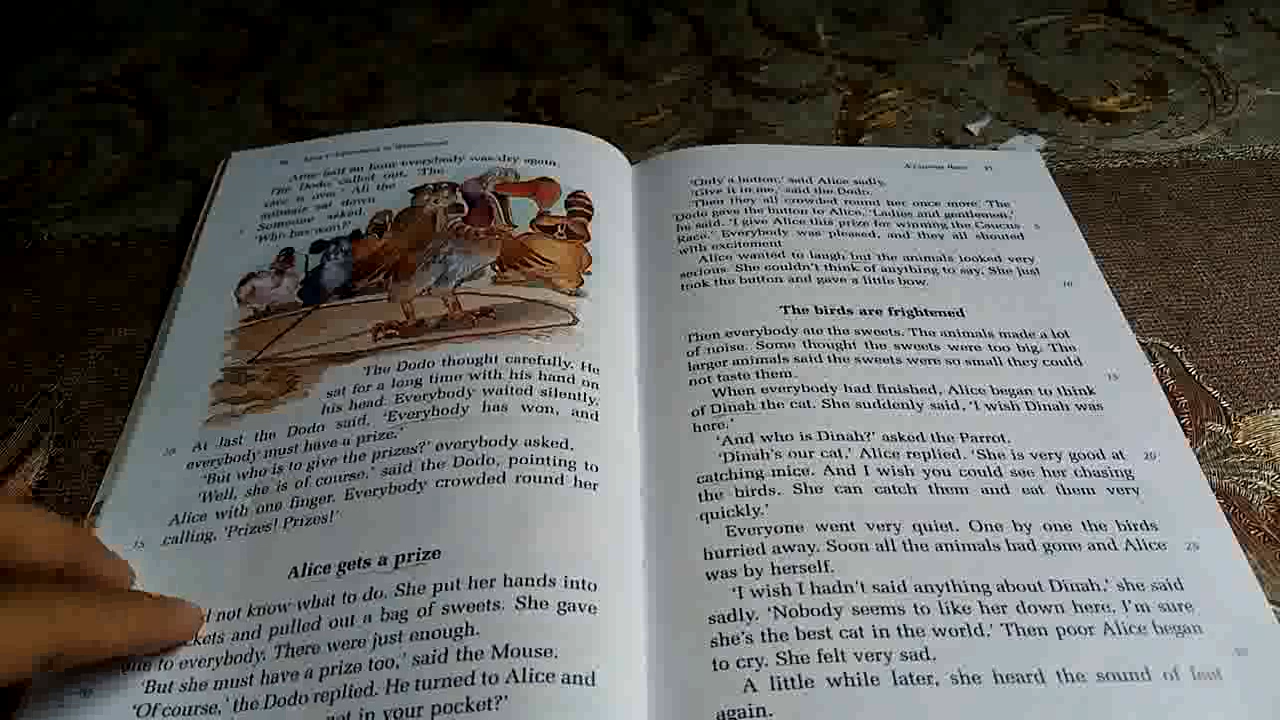 Alice's Adventures in Wonderland
After half an hour everybody was dry again.
The Dodo called out, 'The
race is over.' All the
animals sat down.
Someone asked,
5
'Who has won?'
The Dodo thought carefully. He
sat for a long time with his hand on
his head. Everybody waited silently.
At last the Dodo said, 'Everybody has won, and
10
everybody must have a prize.'
'But who is to give the prizes?' everybody asked.
'Well, she is of course,' said the Dodo, pointing to
Alice with one finger. Everybody crowded round her
15
calling, 'Prizes! Prizes!'
Alice gets a prize
not know what to do. She put her hands into
and pulled out a bag of sweets. She gave
to everybody. There were just enough.
'But she must have a prize too,' said the Mouse.
'Of course,' the Dodo replied. He turned to Alice and
in your pocket?'
'Only a button,' said Alice sadly.
'Give it to me,' said the Dodo.
Then they all crowded round her once more. The
Dodo gave the button to Alice. 'Ladies and gentlemen,'
he said. 'I give Alice this prize for winning the Caucus
5
Race.' Everybody was pleased, and they all shouted
with excitement
Alice wanted to laugh but the animals looked very
serious. She couldn't think of anything to say. She just
took the button and gave a little bow.
10
The birds are frightened
Then everybody ate the sweets. The animals made a lot
of noise. Some thought the sweets were too big. The
larger animals said the sweets were so small they could
not taste them.
15
When everybody had finished, Alice began to think
of Dinah the cat. She suddenly said, 'I wish Dinah was
here.'
'And who is Dinah?' asked the Parrot.
'Dinah's our cat,' Alice replied. 'She is very good at
20
catching mice. And I wish you could see her chasing
the birds. She can catch them and eat them very
quickly.'
Everyone went very quiet. One by one the birds
hurried away. Soon all the animals had gone and Alice
25
was by herself.
'I wish I hadn't said anything about Dinah,' she said
sadly. 'Nobody seems to like her down here. I'm sure
she's the best cat in the world.' Then poor Alice began
to cry. She felt very sad.
30
A little while later, she heard the sound of feet
again.